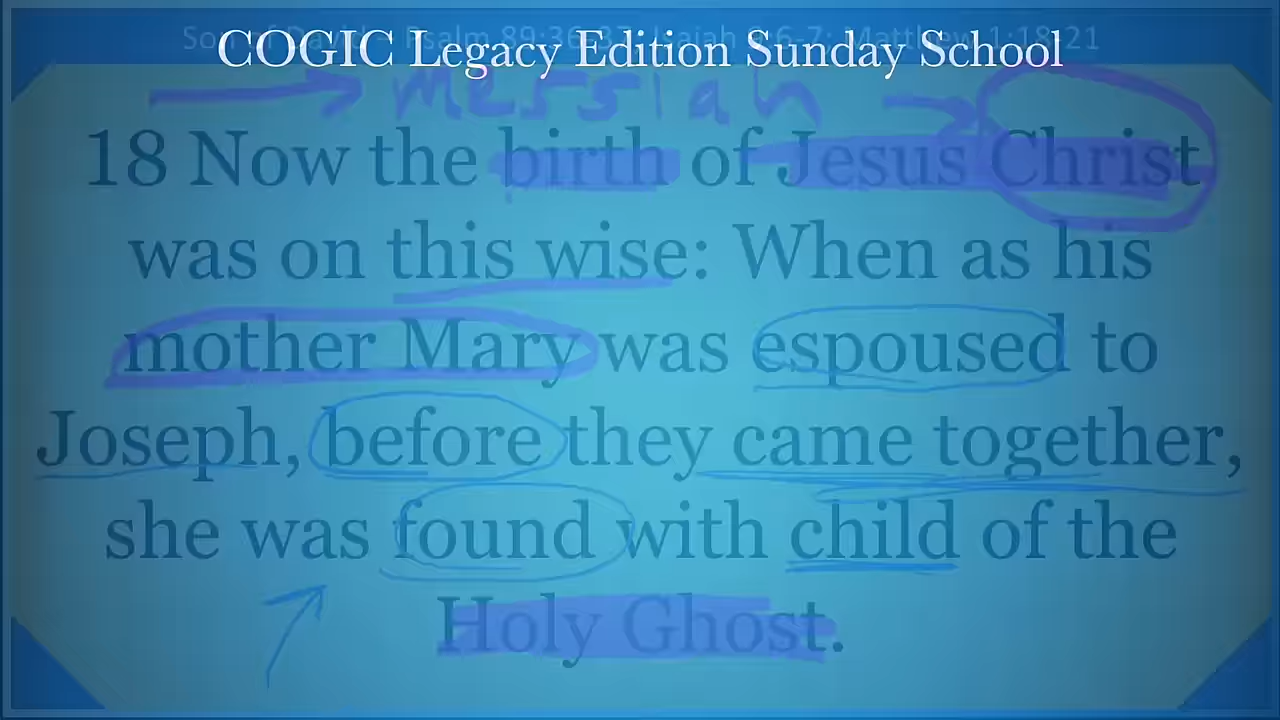 COGIC Legacy Edition Sunday School
Messiah
18 Now the birth of Jesus Christ
was on this wise: When as his
mother Mary was espoused to
Joseph, before they came together,
she was found with child of the
Holy Ghost.